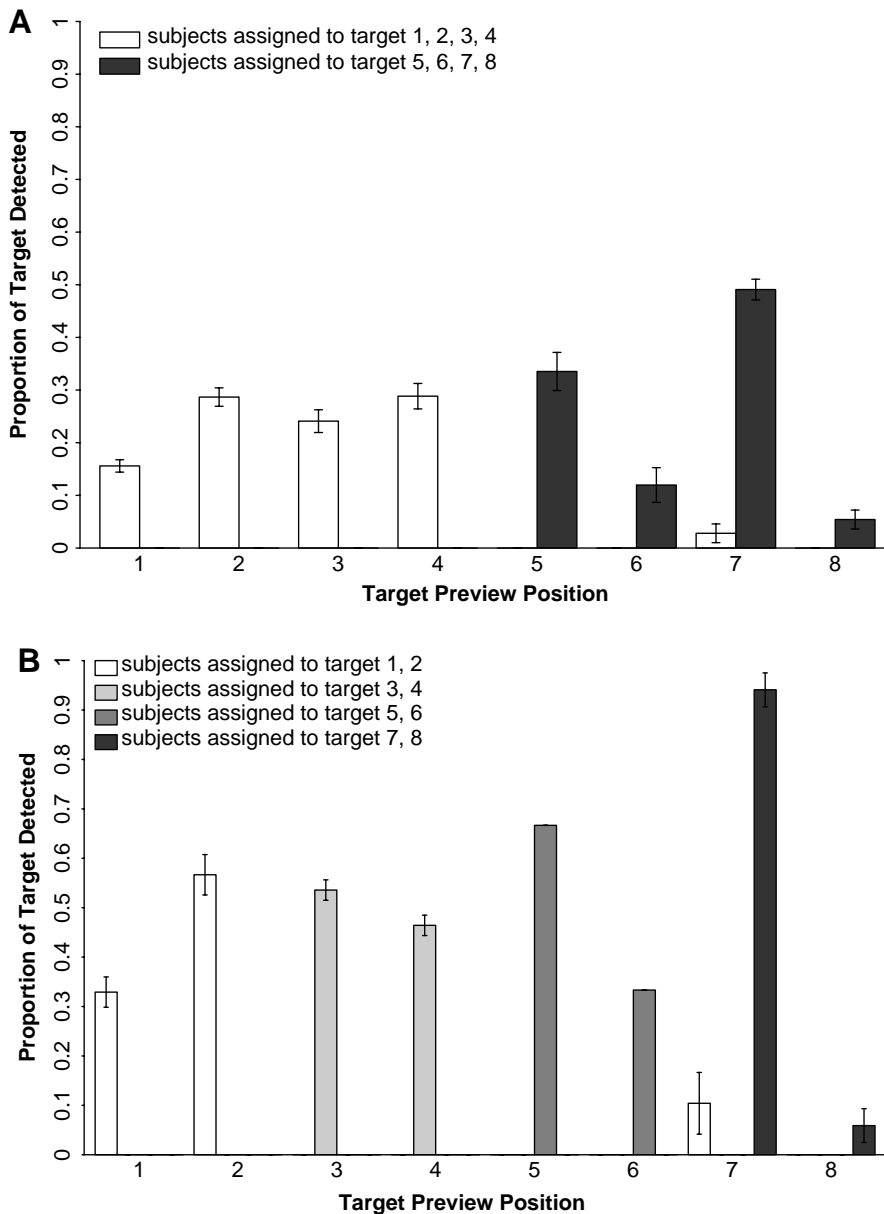 A
subjects assigned to target 1, 2, 3, 4
subjects assigned to target 5, 6, 7, 8
Proportion of Target Detected
1
0.9
0.8
0.7
0.6
0.5
0.4
0.3
0.2
0.1
0
1 2 3 4 5 6 7 8
Target Preview Position
B
subjects assigned to target 1, 2
subjects assigned to target 3, 4
subjects assigned to target 5, 6
subjects assigned to target 7, 8
Proportion of Target Detected
1
0.9
0.8
0.7
0.6
0.5
0.4
0.3
0.2
0.1
0
1 2 3 4 5 6 7 8
Target Preview Position